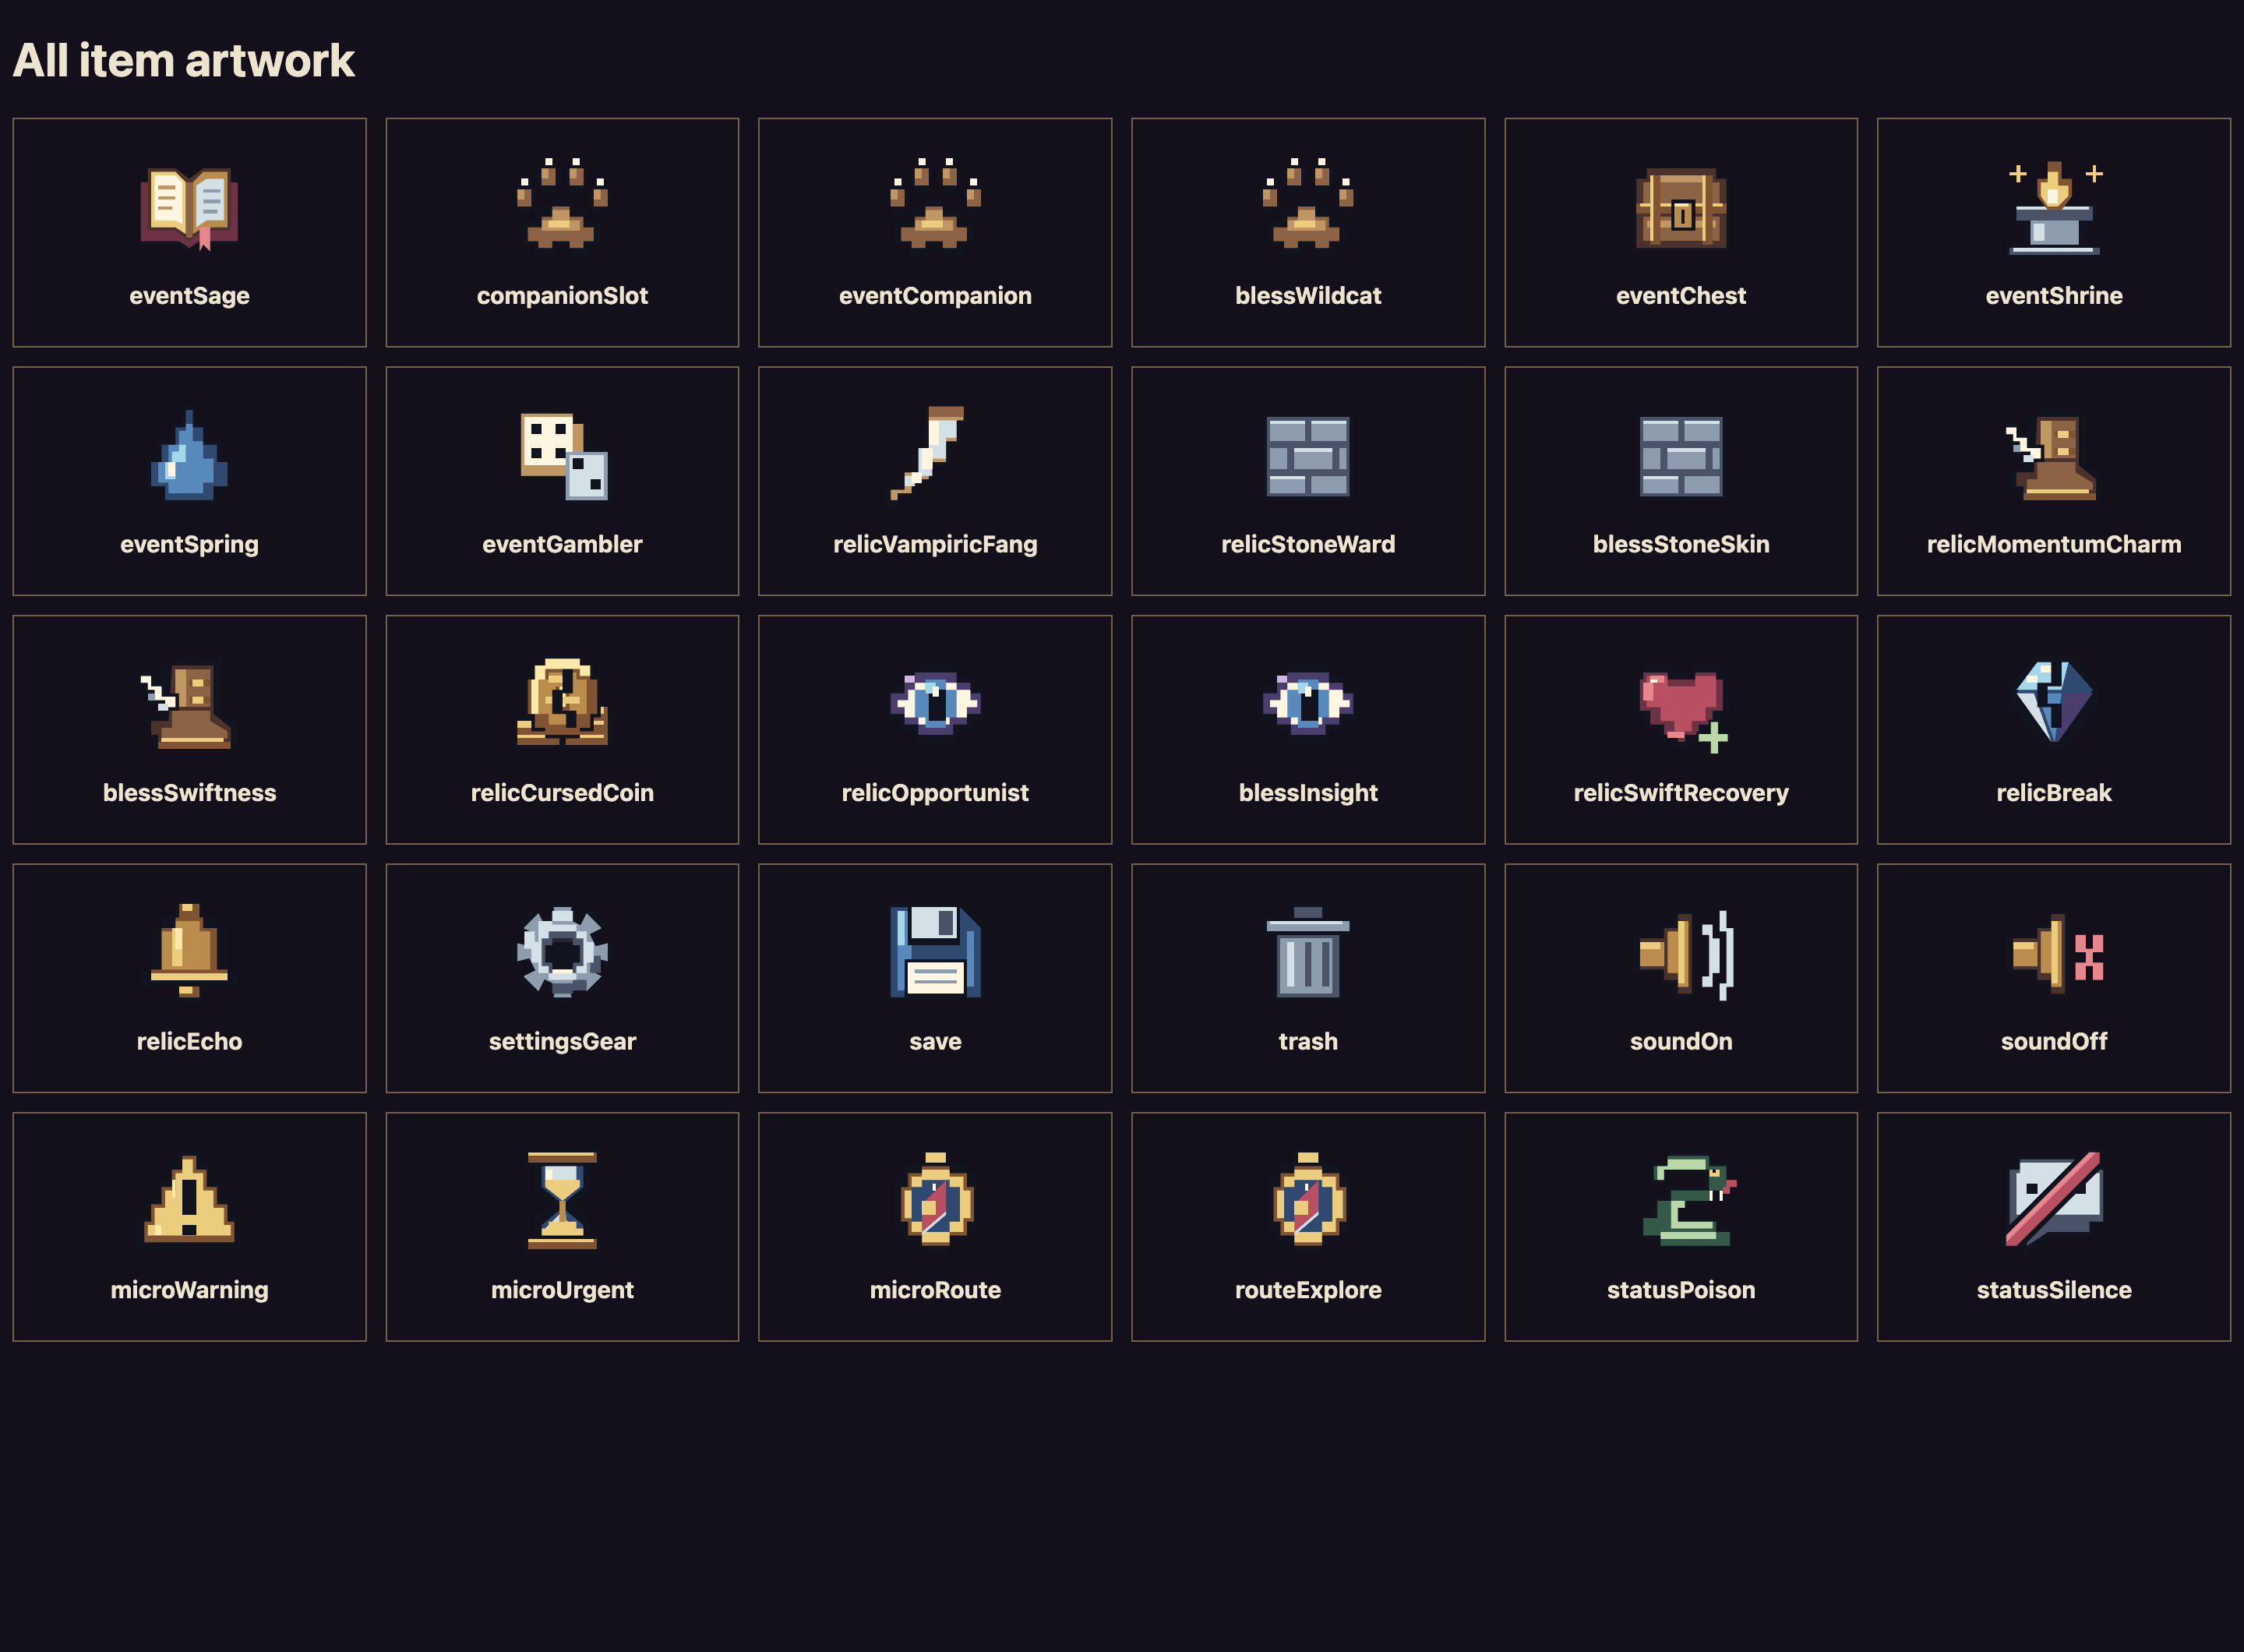 All item artwork
eventSage
companionSlot
eventCompanion
blessWildcat
eventChest
eventShrine
eventSpring
eventGambler
relicVampiricFang
relicStoneWard
blessStoneSkin
relicMomentumCharm
blessSwiftness
relicCursedCoin
relicOpportunist
blessInsight
relicSwiftRecovery
relicBreak
relicEcho
settingsGear
save
trash
soundOn
soundOff
microWarning
microUrgent
microRoute
routeExplore
statusPoison
statusSilence